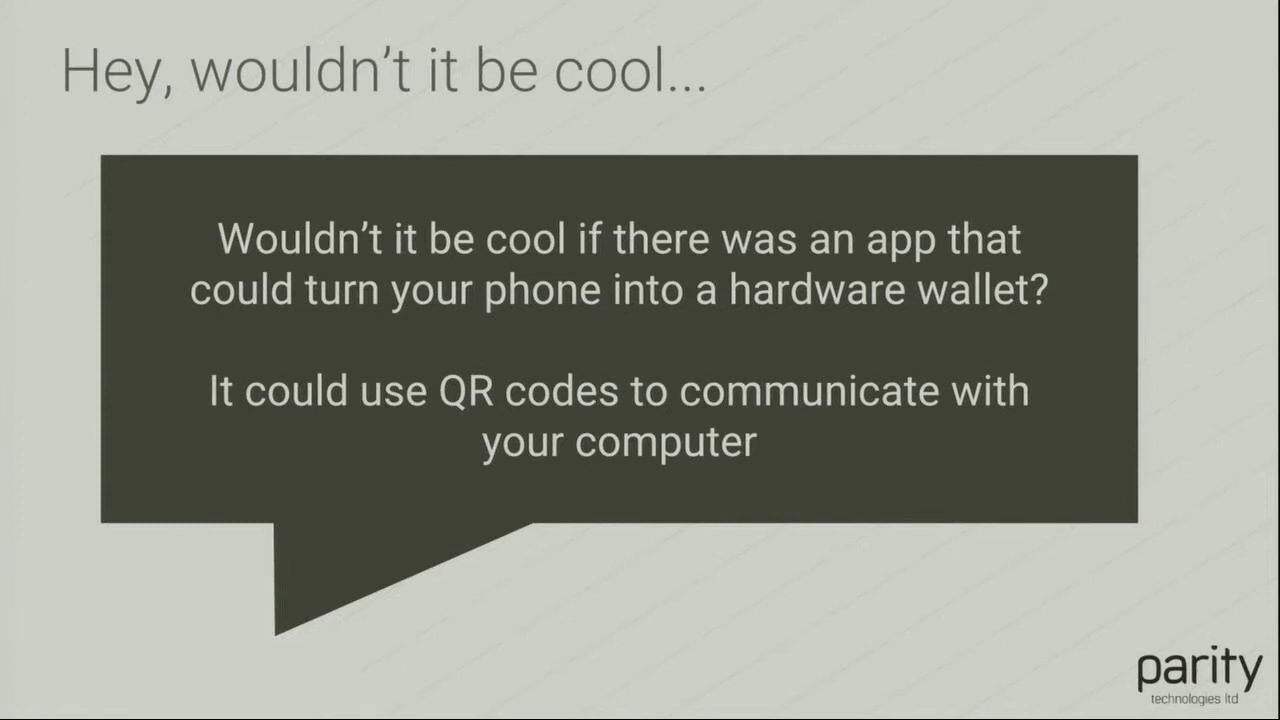 Hey, wouldn’t it be cool...
Wouldn’t it be cool if there was an app that
could turn your phone into a hardware wallet?
It could use QR codes to communicate with
your computer
parity
technologies ltd